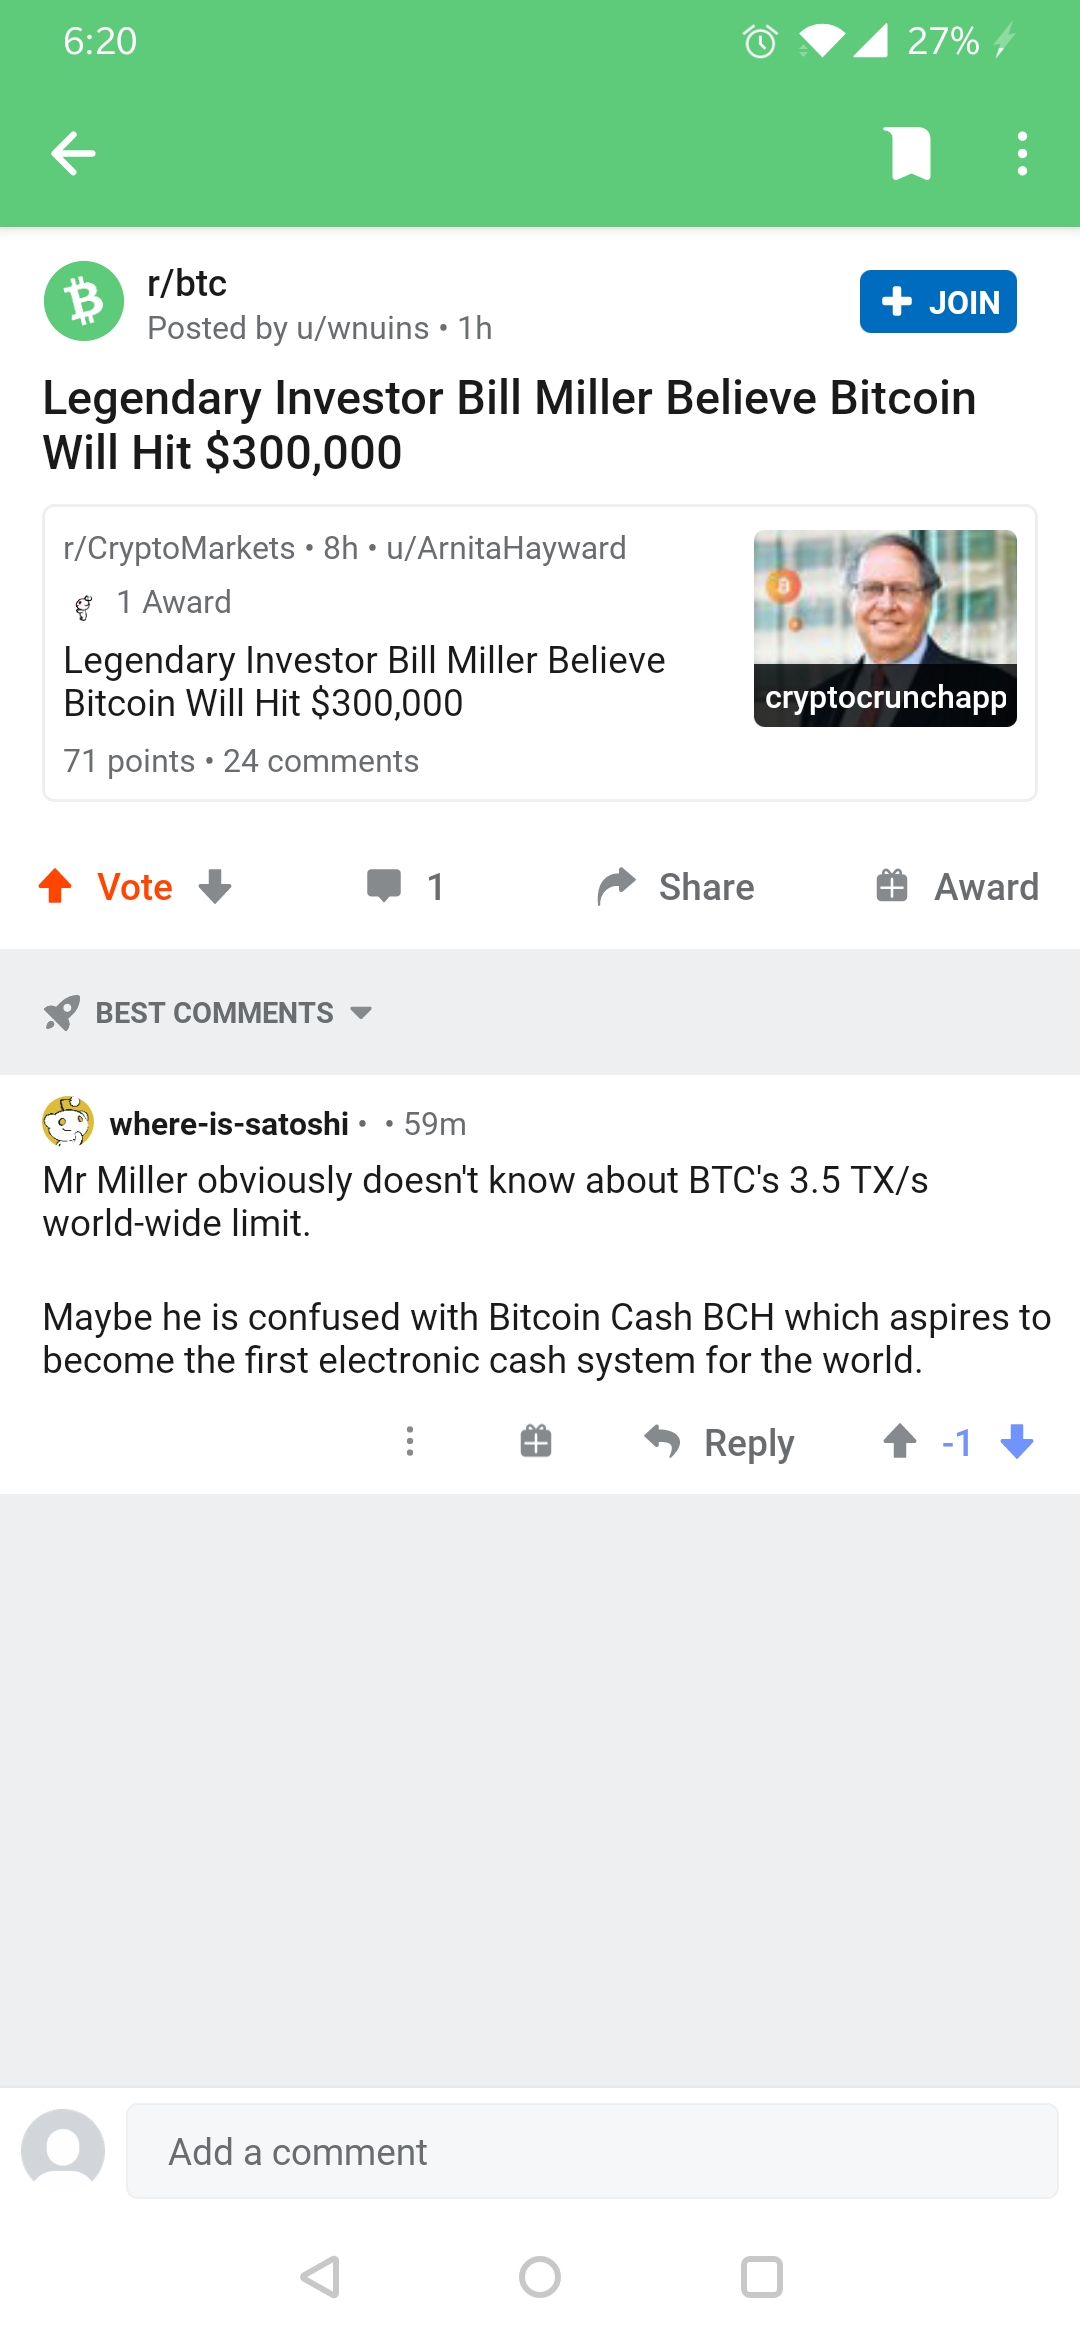 6:20
27%
r/btc
Posted by u/wnuins • 1h
JOIN
Legendary Investor Bill Miller Believe Bitcoin
Will Hit $300,000
r/CryptoMarkets • 8h • u/ArnitaHayward
1 Award
Legendary Investor Bill Miller Believe
Bitcoin Will Hit $300,000
cryptocrunchapp
71 points • 24 comments
Vote
1
Share
Award
BEST COMMENTS
where-is-satoshi • • 59m
Mr Miller obviously doesn't know about BTC's 3.5 TX/s
world-wide limit.
Maybe he is confused with Bitcoin Cash BCH which aspires to
become the first electronic cash system for the world.
Reply
-1
Add a comment